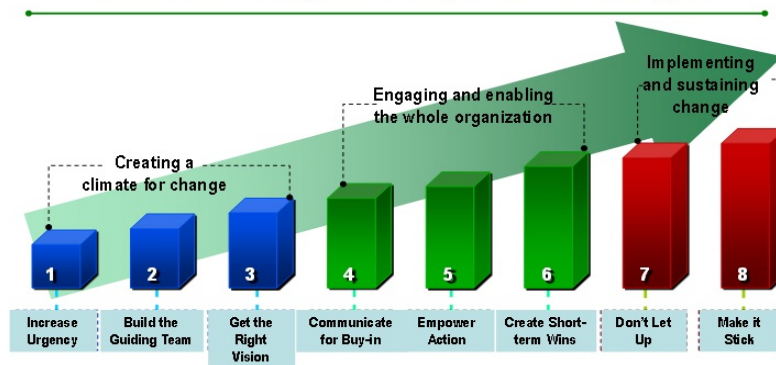 Implementing
and sustaining
change
Engaging and enabling
the whole organization
Creating a
climate for change
1
2
3
4
5
6
7
8
Increase
Urgency
Build the
Guiding Team
Get the
Right
Vision
Communicate
for Buy-in
Empower
Action
Create Short-
term Wins
Don't Let
Up
Make it
Stick